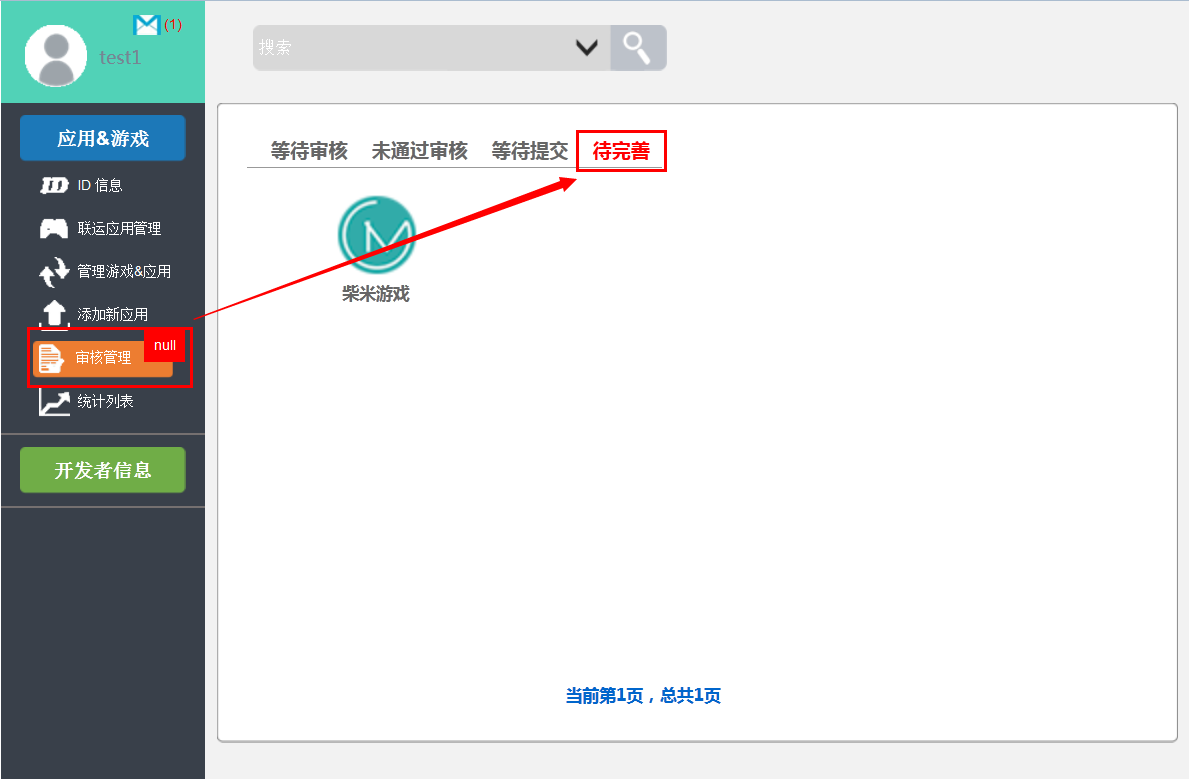 (1)
test1
应用&游戏
ID 信息
联运应用管理
管理游戏&应用
添加新应用
审核管理
null
统计列表
开发者信息
搜索
等待审核 未通过审核 等待提交 待完善
柴米游戏
当前第1页，总共1页